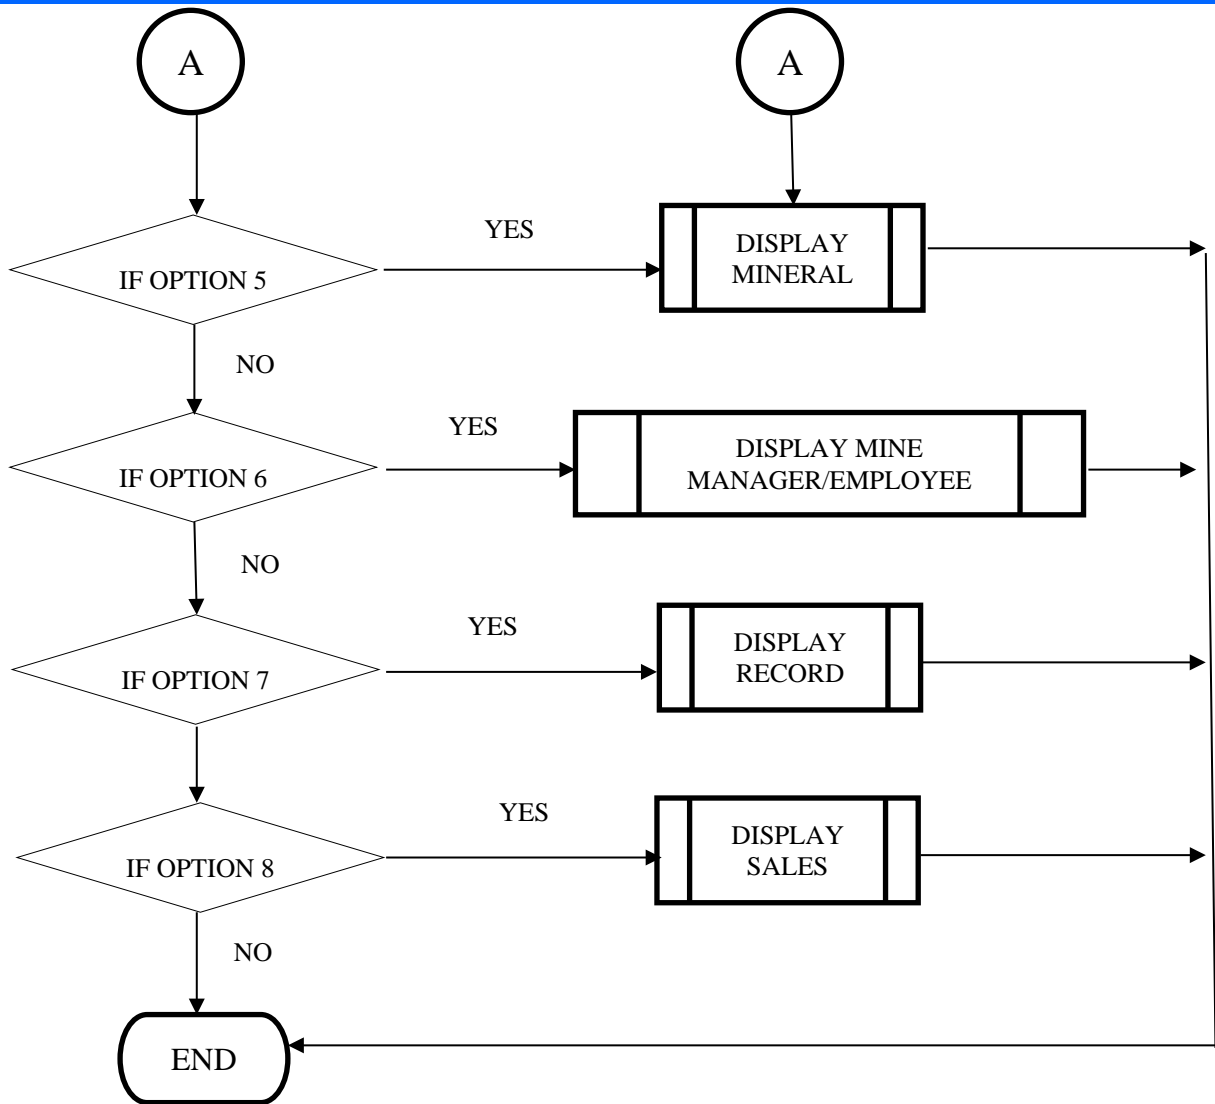 A
A
YES
DISPLAY
MINERAL
IF OPTION 5
NO
YES
DISPLAY MINE
MANAGER/EMPLOYEE
IF OPTION 6
NO
YES
DISPLAY
RECORD
IF OPTION 7
YES
DISPLAY
SALES
IF OPTION 8
NO
END